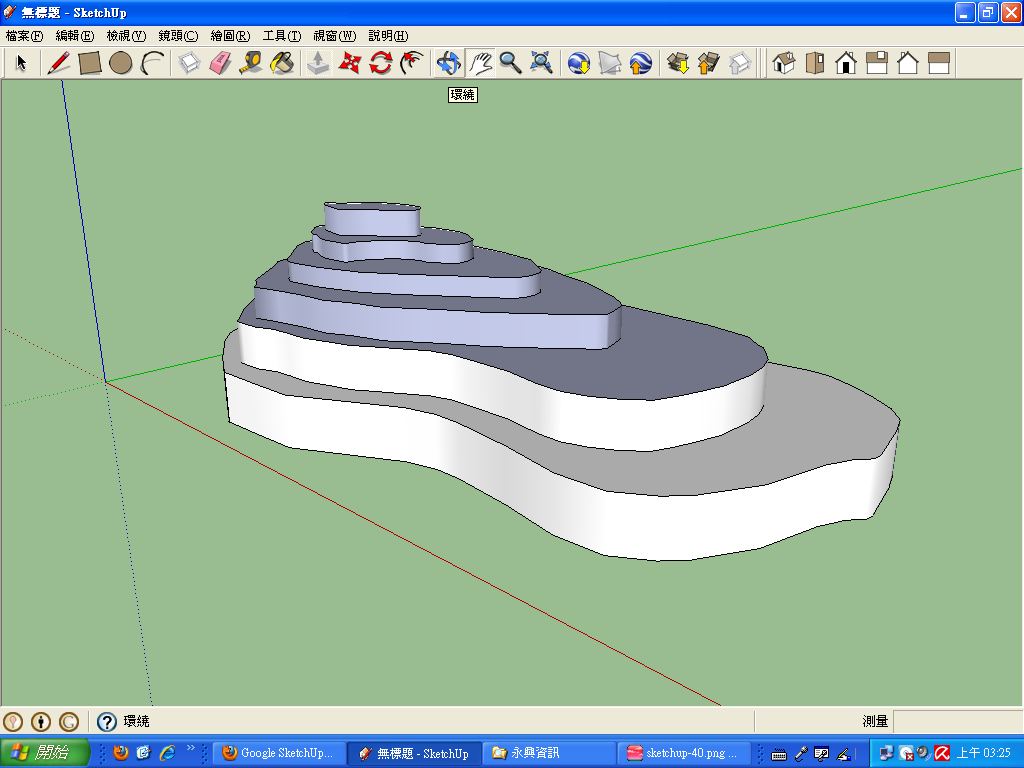 無標題 - SketchUp
檔案(F) 編輯(E) 檢視(V) 鏡頭(C) 繪圖(R) 工具(T) 視窗(W) 說明(H)
環繞
環繞 測量
開始 Google SketchUp... 無標題 - SketchUp 永興資訊 sketchup-40.png ... 上午 03:25